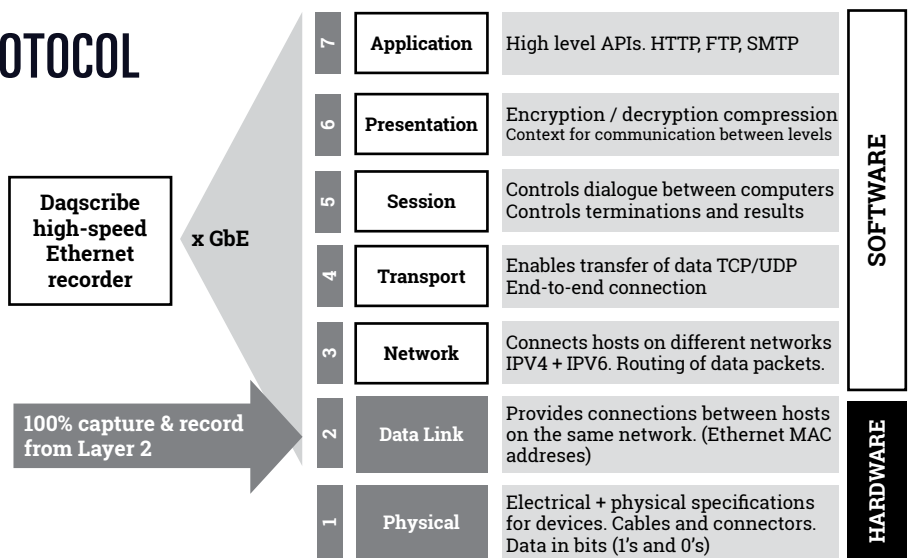 OTOCOL
7
Application
High level APIs. HTTP, FTP, SMTP
6
Presentation
Encryption / decryption compression
Context for communication between levels
5
Session
Controls dialogue between computers
Controls terminations and results
4
Transport
Enables transfer of data TCP/UDP
End-to-end connection
3
Network
Connects hosts on different networks
IPV4 + IPV6. Routing of data packets.
2
Data Link
Provides connections between hosts
on the same network. (Ethernet MAC
addreses)
1
Physical
Electrical + physical specifications
for devices. Cables and connectors.
Data in bits (1's and 0's)
Daqscribe
high-speed
Ethernet
recorder
x GbE
100% capture & record
from Layer 2
SOFTWARE
HARDWARE